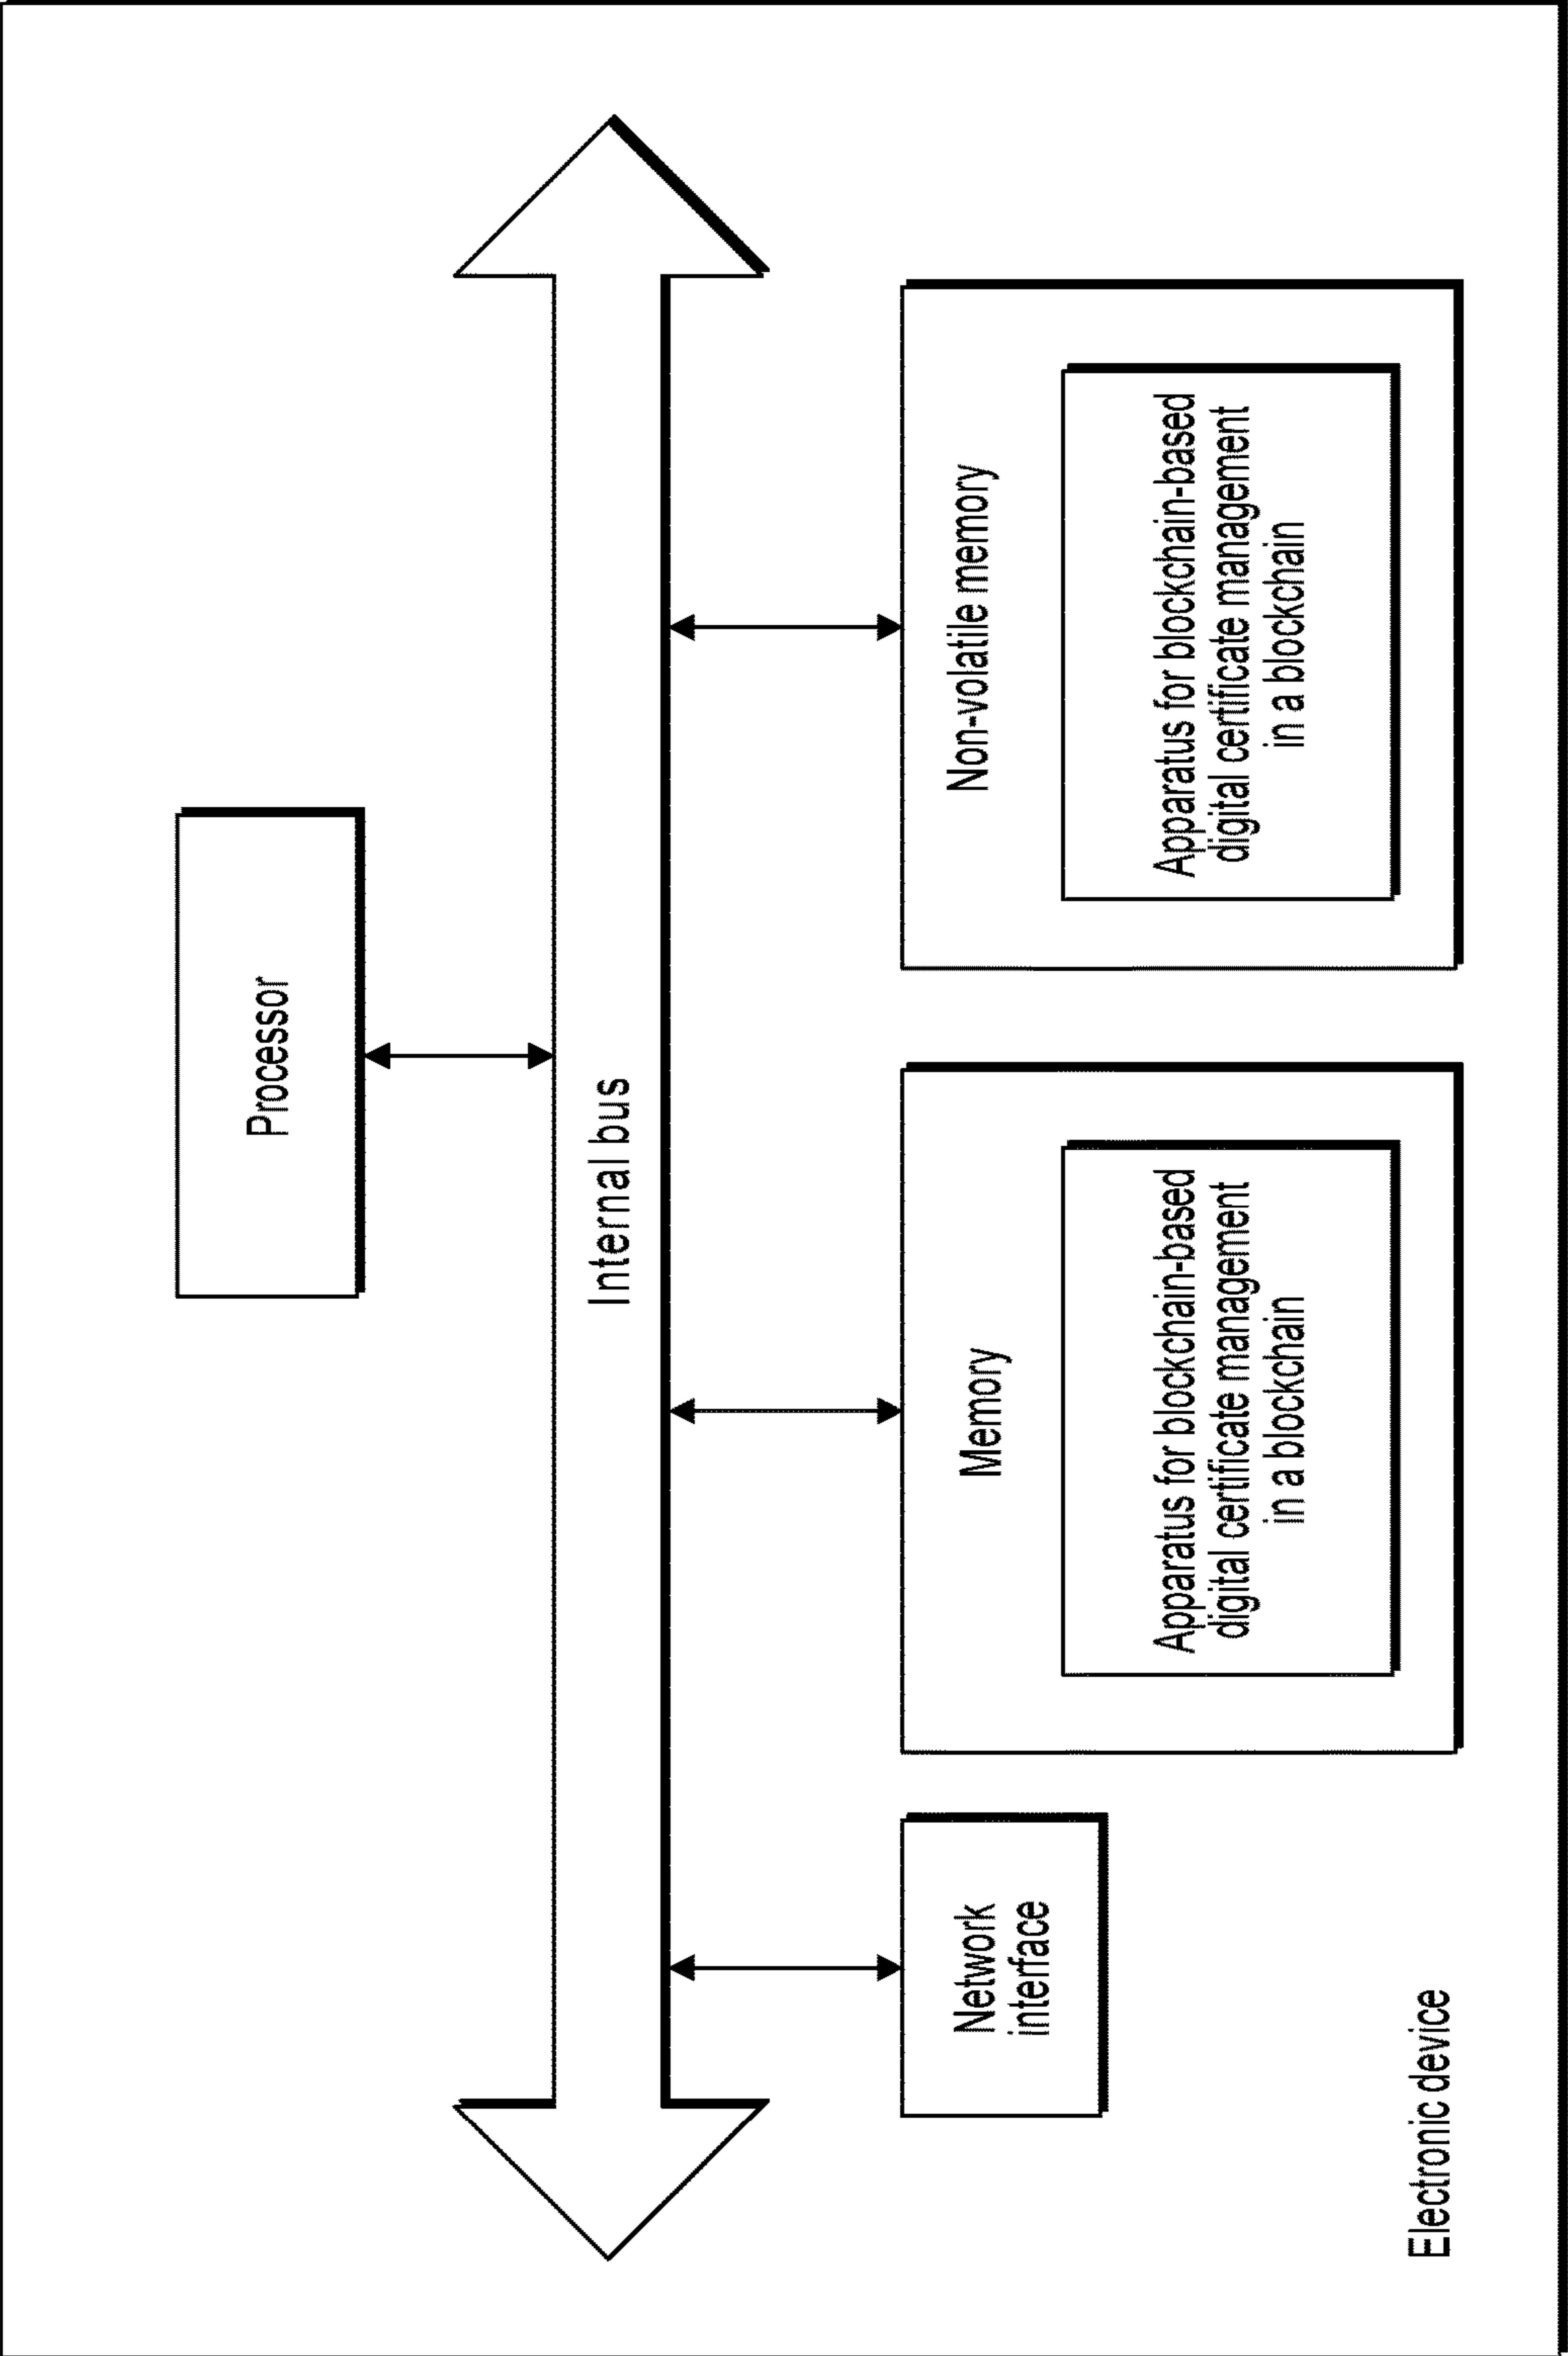 Processor
Internal bus
Network
interface
Memory
Apparatus for blockchain-based
digital certificate management
in a blockchain
Non-volatile memory
Apparatus for blockchain-based
digital certificate management
in a blockchain
Electronic device